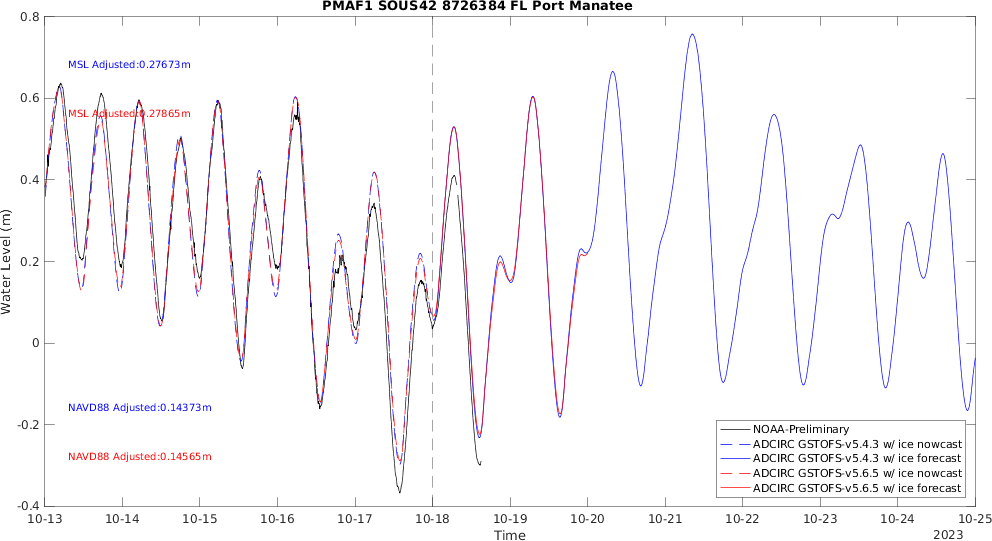 PMAF1 SOUS42 8726384 FL Port Manatee
0.8
0.6
0.4
0.2
0
-0.2
-0.4
Water Level (m)
MSL Adjusted:0.27673m
MSL Adjusted:0.27865m
NAVD88 Adjusted:0.14373m
NAVD88 Adjusted:0.14565m
NOAA-Preliminary
ADCIRC GSTOFS-v5.4.3 w/ ice nowcast
ADCIRC GSTOFS-v5.4.3 w/ ice forecast
ADCIRC GSTOFS-v5.6.5 w/ ice nowcast
ADCIRC GSTOFS-v5.6.5 w/ ice forecast
10-13 10-14 10-15 10-16 10-17 10-18 10-19 10-20 10-21 10-22 10-23 10-24 10-25
Time
2023